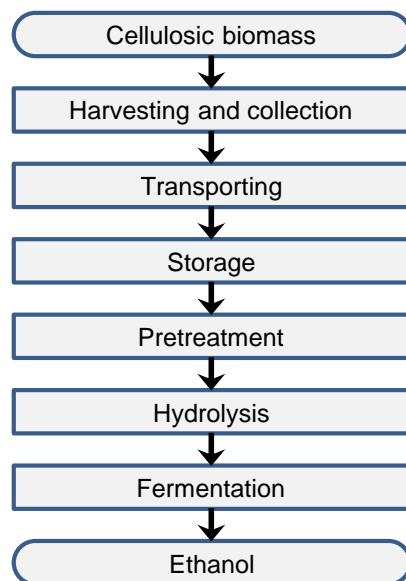 Cellulosic biomass
Harvesting and collection
Transporting
Storage
Pretreatment
Hydrolysis
Fermentation
Ethanol